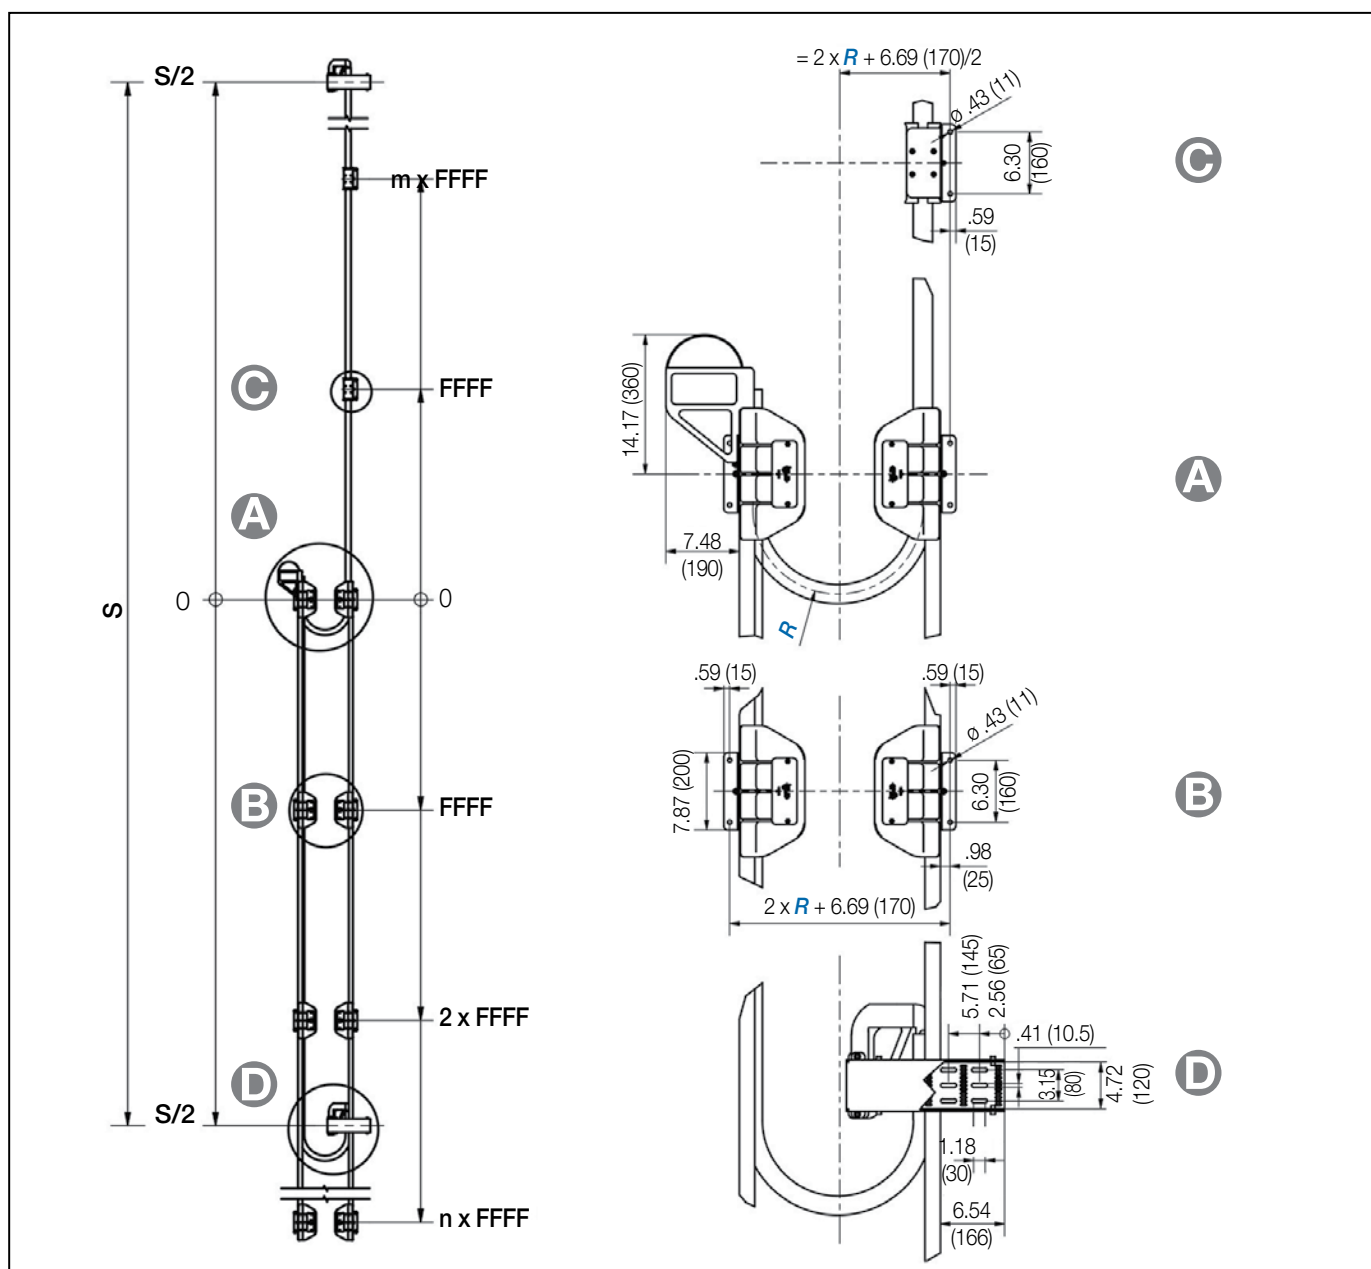 S/2
m x FFFF
C
FFFF
A
S
0
0
B
FFFF
2 x FFFF
D
S/2
n x FFFF
= 2 x R + 6.69 (170)/2
ø .43 (11)
6.30
(160)
.59
(15)
C
14.17 (360)
7.48
(190)
R
A
.59 (15)
.59 (15)
ø .43 (11)
7.87 (200)
6.30
(160)
.98
(25)
2 x R + 6.69 (170)
B
5.71 (145)
2.56 (65)
.41 (10.5)
3.15
(80)
4.72
(120)
1.18
(30)
6.54
(166)
D